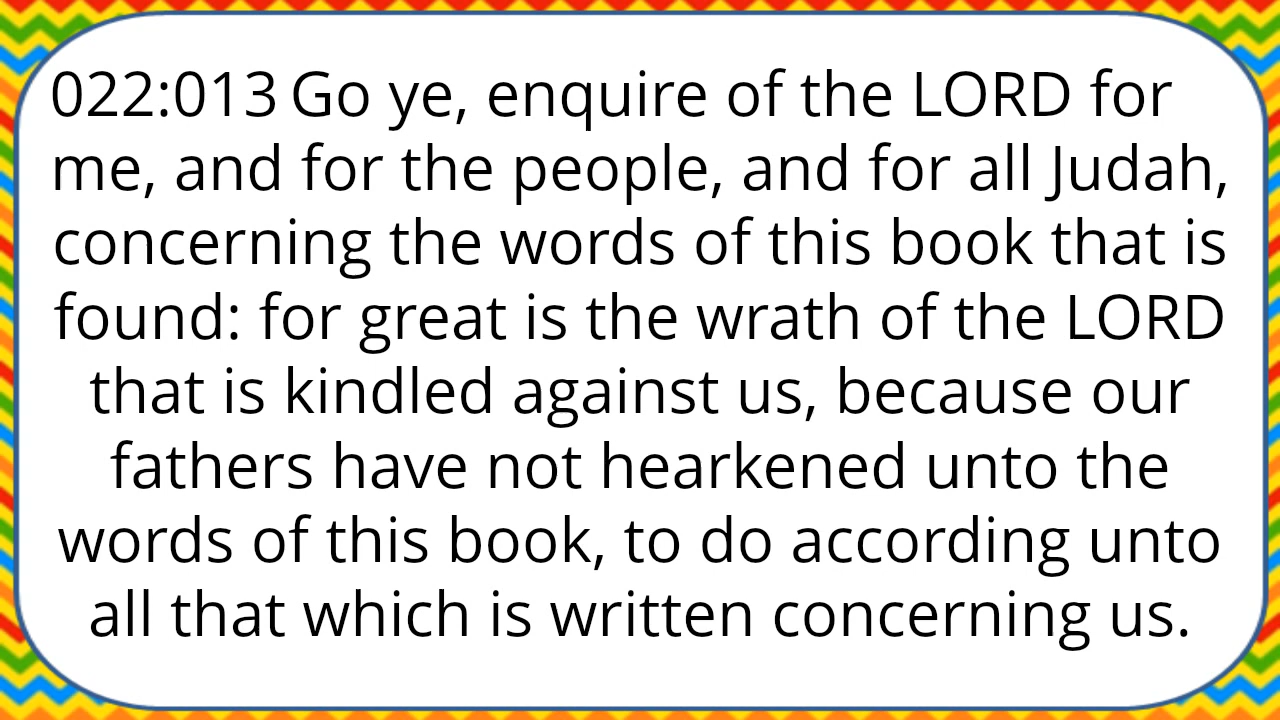 022:013 Go ye, enquire of the LORD for
me, and for the people, and for all Judah,
concerning the words of this book that is
found: for great is the wrath of the LORD
that is kindled against us, because our
fathers have not hearkened unto the
words of this book, to do according unto
all that which is written concerning us.